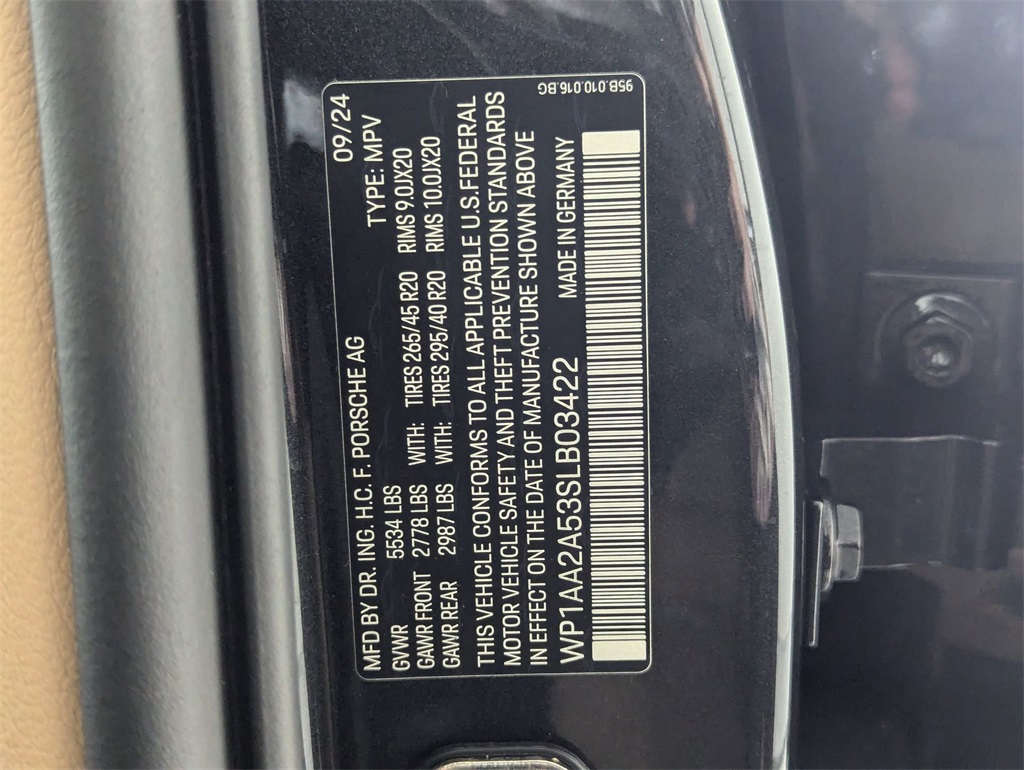 MFD BY DR. ING. H.C. F. PORSCHE AG 09/24
GVWR 5534 LBS TYPE: MPV
GAWR FRONT 2778 LBS WITH: TIRES 265/45 R20 RIMS 9.0JX20
GAWR REAR 2987 LBS WITH: TIRES 295/40 R20 RIMS 10.0JX20
THIS VEHICLE CONFORMS TO ALL APPLICABLE U.S.FEDERAL
MOTOR VEHICLE SAFETY AND THEFT PREVENTION STANDARDS
IN EFFECT ON THE DATE OF MANUFACTURE SHOWN ABOVE
WP1AA2A53SLB03422 MADE IN GERMANY
95B.010.016.BG